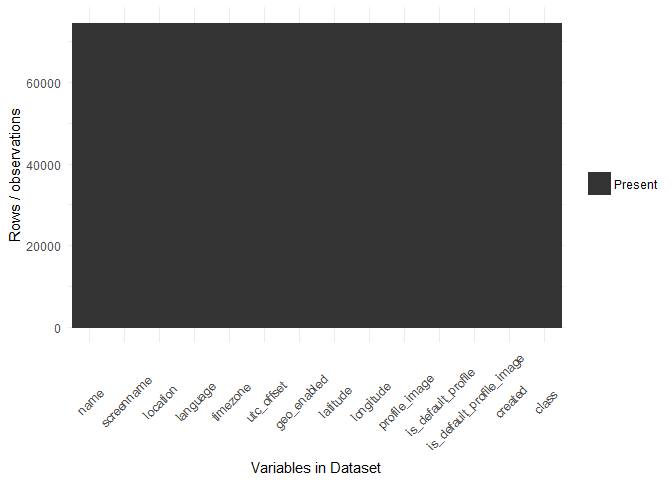 Rows / observations
60000
40000
20000
0
Present
name
screenname
location
language
timezone
utc_offset
geo_enabled
latitude
longitude
profile_image
is_default_profile
is_default_profile_image
created
class
Variables in Dataset